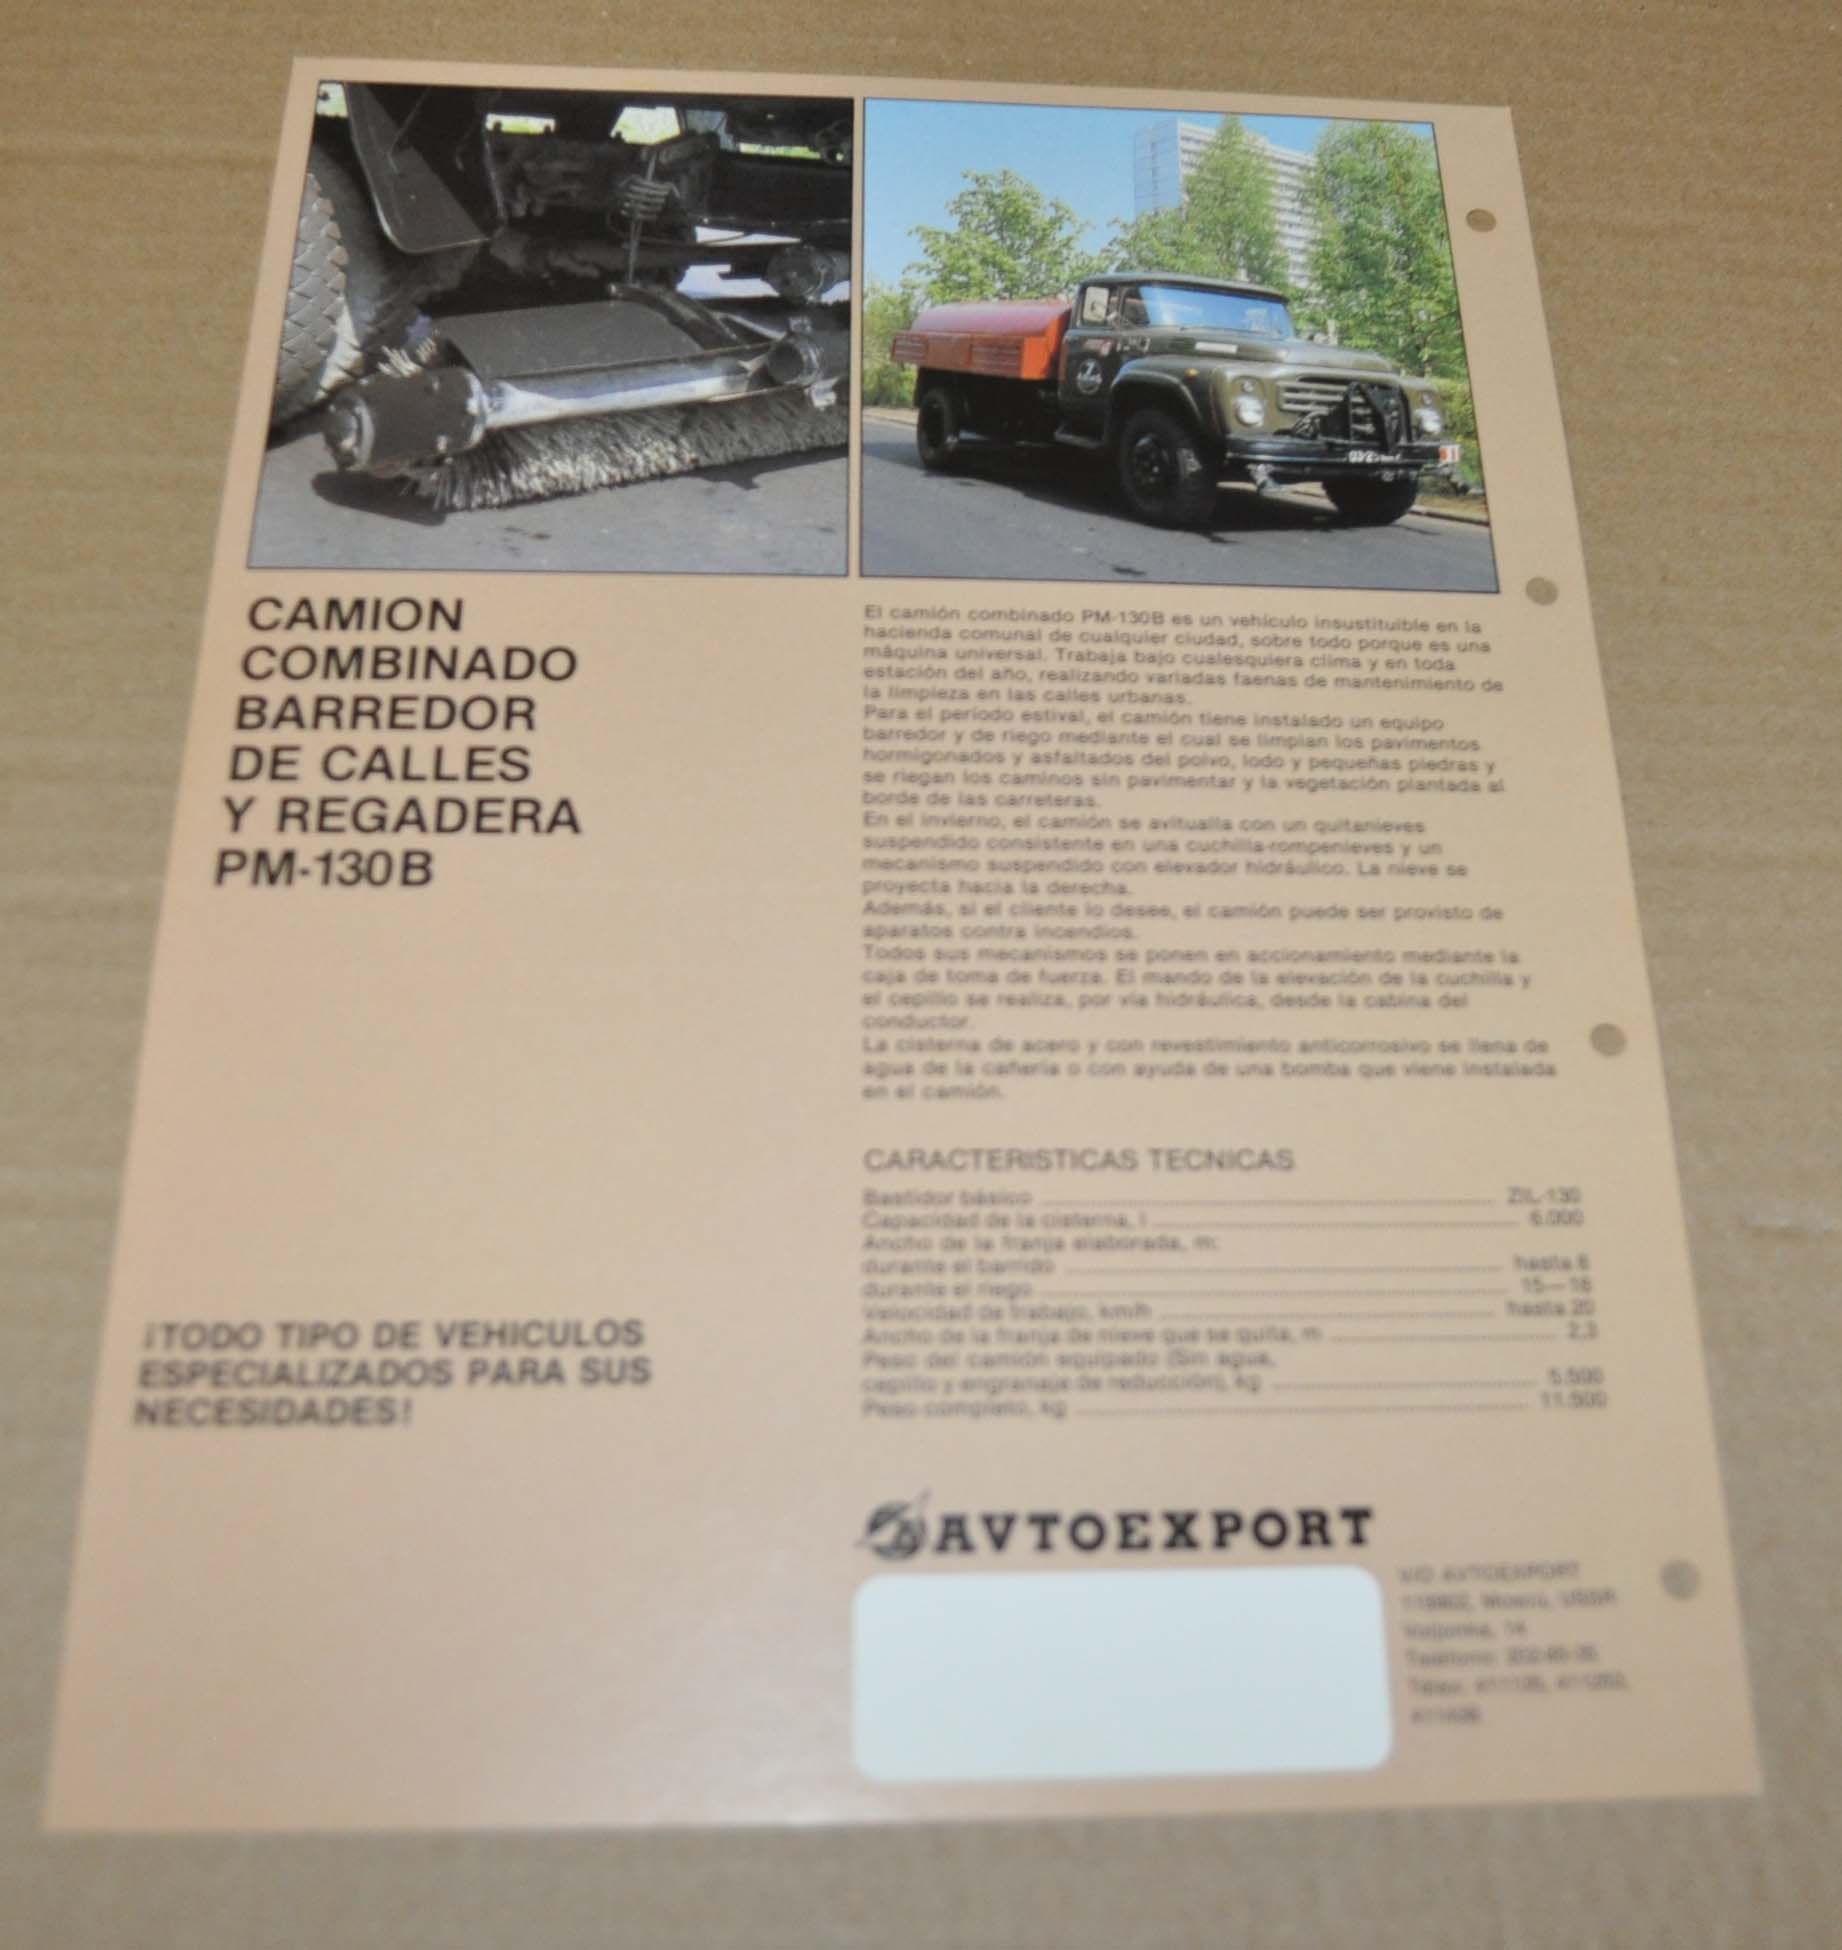 CAMION
COMBINADO
BARREDOR
DE CALLES
Y REGADERA
PM-130B
El camión combinado PM-130B es un vehículo insustituible en la
hacienda comunal de cualquier ciudad, sobre todo porque es una
máquina universal. Trabaja bajo cualesquiera clima y en toda
estación del año, realizando variadas faenas de mantenimiento de
la limpieza en las calles urbanas.
Para el período estival, el camión tiene instalado un equipo
barredor y de riego mediante el cual se limpian los pavimentos
hormigonados y asfaltados del polvo, lodo y pequeñas piedras y
se riegan los caminos sin pavimentar y la vegetación plantada al
borde de las carreteras.
En el invierno, el camión se avitualla con un quitanieves
suspendido consistente en una cuchilla-rompenieves y un
mecanismo suspendido con elevador hidráulico. La nieve se
proyecta hacia la derecha.
Además, si el cliente lo desee, el camión puede ser provisto de
aparatos contra incendios.
Todos sus mecanismos se ponen en accionamiento mediante la
caja de toma de fuerza. El mando de la elevación de la cuchilla y
el cepillo se realiza, por vía hidráulica, desde la cabina del
conductor.
La cisterna de acero y con revestimiento anticorrosivo se llena de
agua de la cañería o con ayuda de una bomba que viene instalada
en el camión.
CARACTERISTICAS TECNICAS
Bastidor básico ZIL-130
Capacidad de la cisterna, l 6.000
Ancho de la franja elaborada, m:
durante el barrido hasta 8
durante el riego 15—18
Velocidad de trabajo, km/h hasta 20
Ancho de la franja de nieve que se quita, m 2,3
Peso del camión equipado (Sin agua,
cepillo y engranaje de reducción), kg 5.500
Peso completo, kg 11.500
¡TODO TIPO DE VEHICULOS
ESPECIALIZADOS PARA SUS
NECESIDADES!
AVTOEXPORT
V/O AVTOEXPORT
Moscú, USSR
Voljonka, 14
Teléfono:
Télex: